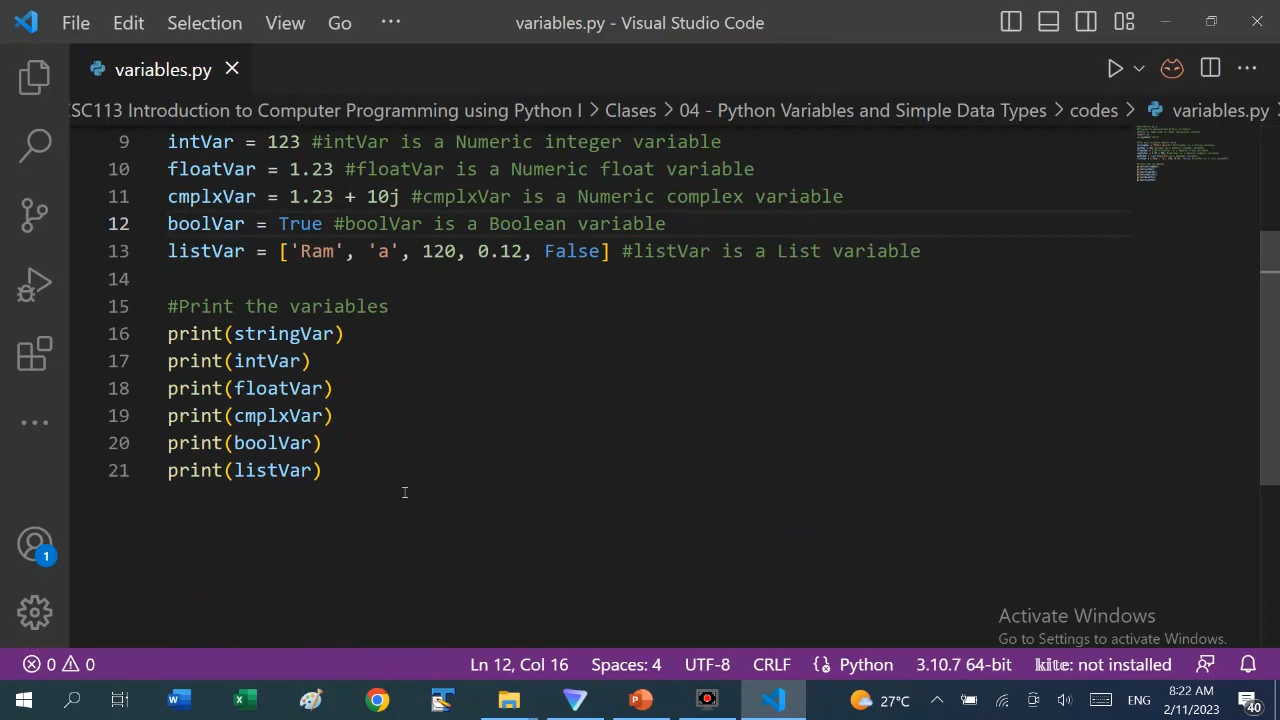 File Edit Selection View Go ··· variables.py - Visual Studio Code
variables.py
SC113 Introduction to Computer Programming using Python I > Clases > 04 - Python Variables and Simple Data Types > codes > variables.py
9 intVar = 123 #intVar is a Numeric integer variable
10 floatVar = 1.23 #floatVar is a Numeric float variable
11 cmplxVar = 1.23 + 10j #cmplxVar is a Numeric complex variable
12 boolVar = True #boolVar is a Boolean variable
13 listVar = ['Ram', 'a', 120, 0.12, False] #listVar is a List variable
14
15 #Print the variables
16 print(stringVar)
17 print(intVar)
18 print(floatVar)
19 print(cmplxVar)
20 print(boolVar)
21 print(listVar)
1
Activate Windows
Go to Settings to activate Windows.
0 0 Ln 12, Col 16 Spaces: 4 UTF-8 CRLF Python 3.10.7 64-bit kite: not installed
27°C ENG 8:22 AM
2/11/2023 40